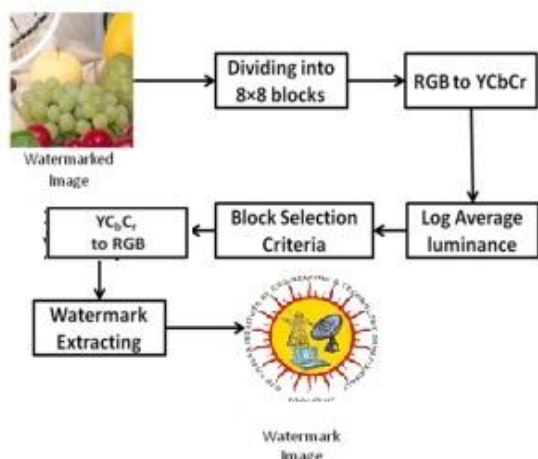 Dividing into
8×8 blocks
RGB to YCbCr
Watermarked
Image
YCbCr
to RGB
Block Selection
Criteria
Log Average
luminance
Watermark
Extracting
Watermark
Image